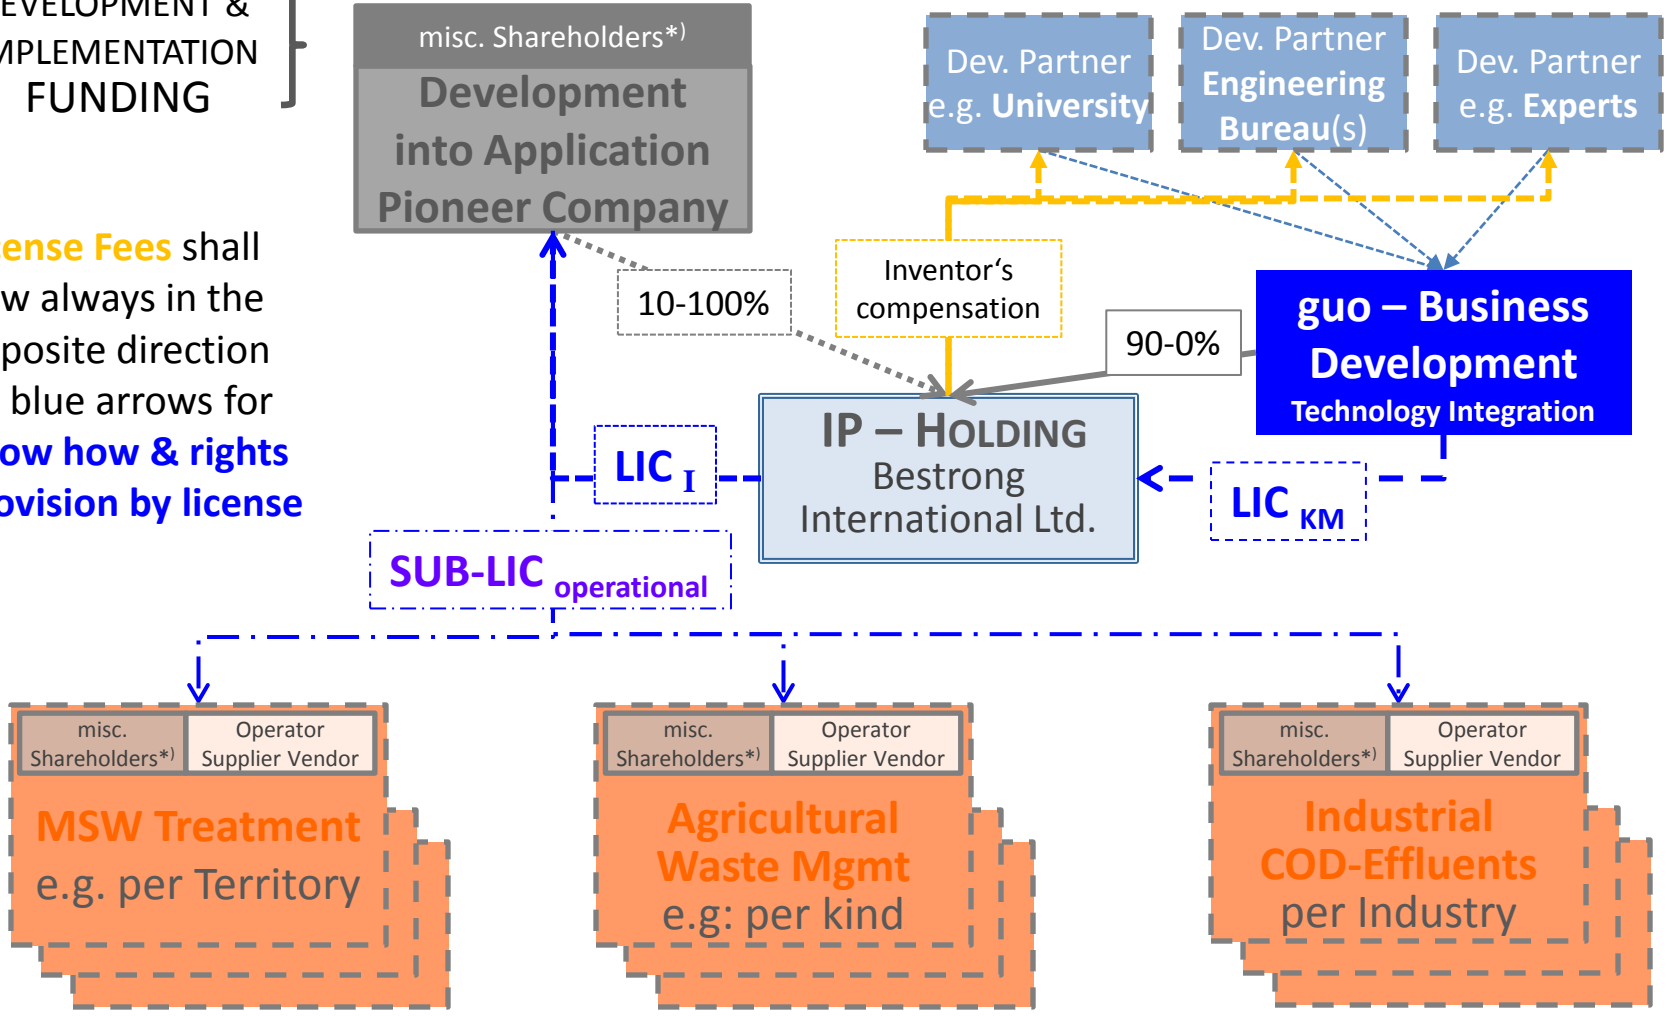 EVELOPMENT &
MPLEMENTATION
FUNDING
misc. Shareholders*)
Development
into Application
Pioneer Company
Dev. Partner
e.g. University
Dev. Partner
Engineering
Bureau(s)
Dev. Partner
e.g. Experts
ense Fees shall
w always in the
posite direction
blue arrows for
ow how & rights
ovision by license
10-100%
Inventor‘s
compensation
90-0%
guo – Business
Development
Technology Integration
IP – HOLDING
Bestrong
International Ltd.
LIC I
LIC KM
SUB-LIC operational
misc.
Shareholders*)
Operator
Supplier Vendor
MSW Treatment
e.g. per Territory
misc.
Shareholders*)
Operator
Supplier Vendor
Agricultural
Waste Mgmt
e.g: per kind
misc.
Shareholders*)
Operator
Supplier Vendor
Industrial
COD-Effluents
per Industry